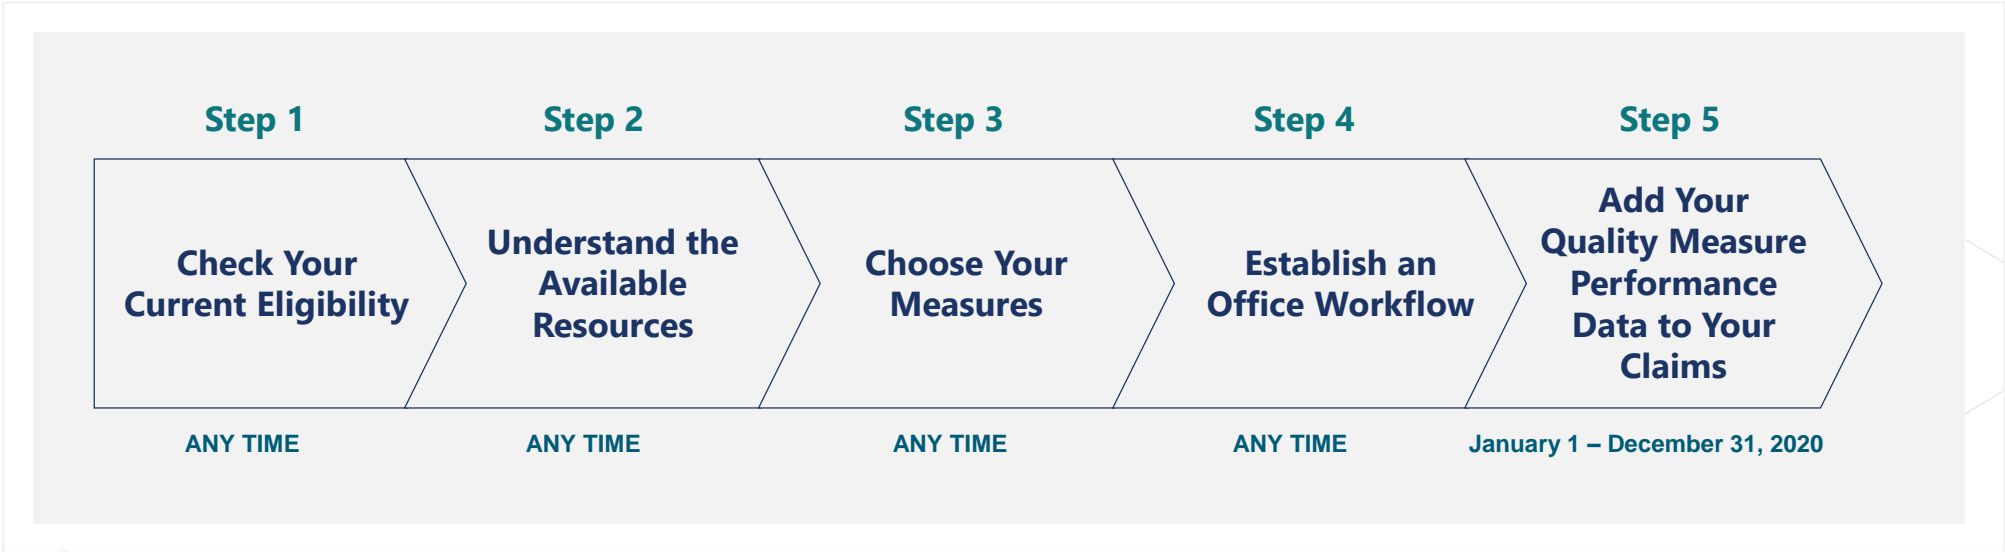 Step 1
Check Your
Current Eligibility
ANY TIME
Step 2
Understand the
Available
Resources
ANY TIME
Step 3
Choose Your
Measures
ANY TIME
Step 4
Establish an
Office Workflow
ANY TIME
Step 5
Add Your
Quality Measure
Performance
Data to Your
Claims
January 1 – December 31, 2020